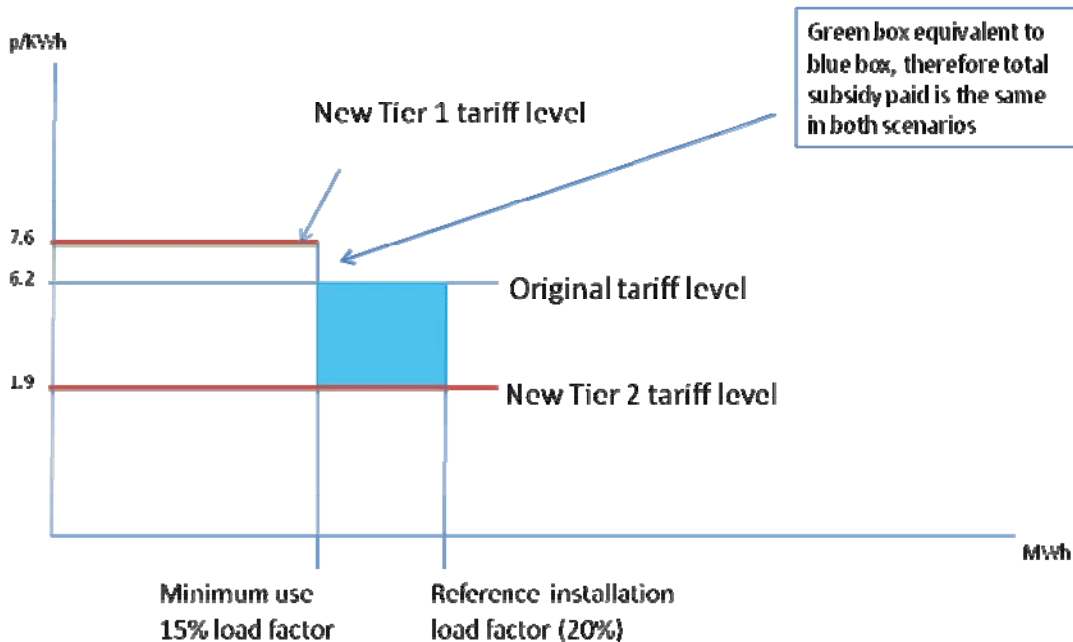 p/KWh
Green box equivalent to
blue box, therefore total
subsidy paid is the same
in both scenarios
New Tier 1 tariff level
7.6
6.2
Original tariff level
1.9
New Tier 2 tariff level
MWh
Minimum use
15% load factor
Reference installation
load factor (20%)